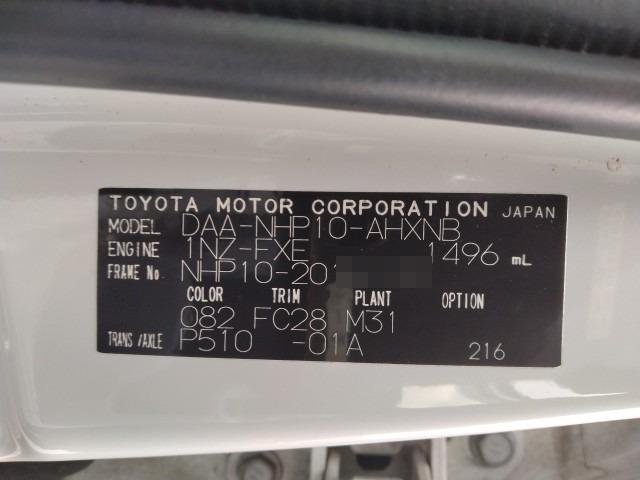 TOYOTA MOTOR CORPORATION JAPAN
MODEL DAA-NHP10-AHXNB
ENGINE 1NZ-FXE 1496 mL
FRAME No NHP10-201
COLOR TRIM PLANT OPTION
082 FC28 M31
TRANS/AXLE P510 -01A 216